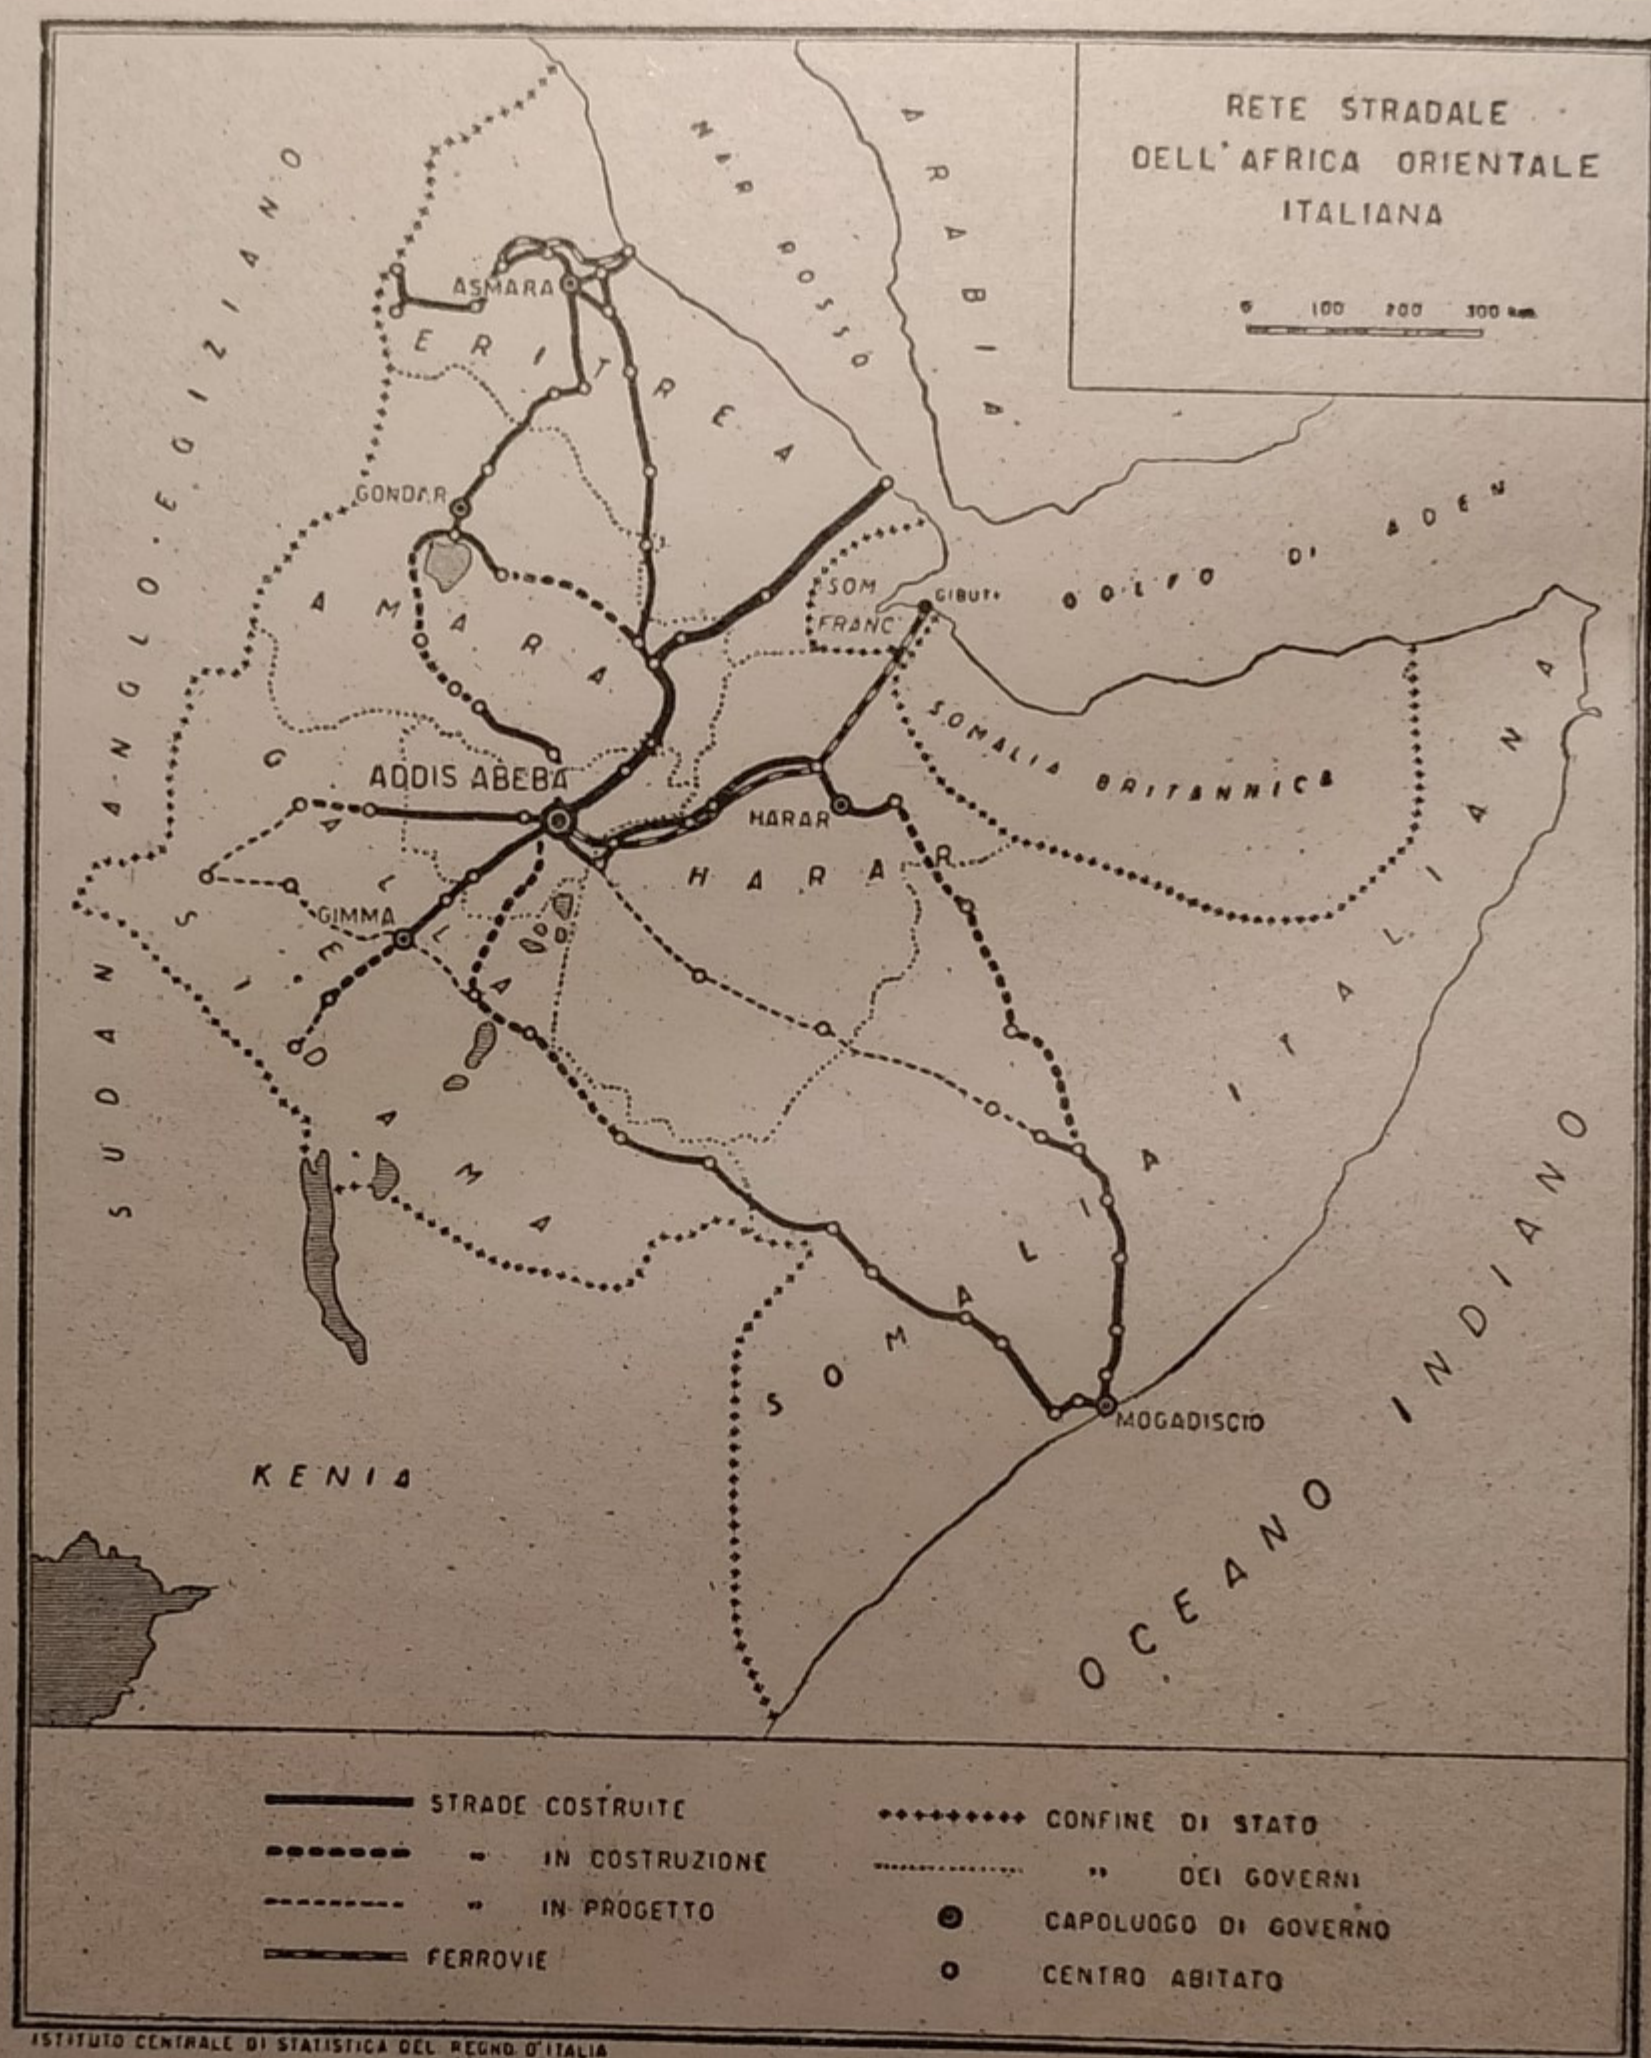 RETE STRADALE
DELL'AFRICA ORIENTALE
ITALIANA
0 100 200 300 Km.
SUDAN ANGLO·EGIZIANO
MAR ROSSO
ARABIA
ASMARA
ERITREA
GONDAR
AMARA
SOM
FRANC
GIBUTI
GOLFO DI ADEN
SOMALIA BRITANNICA
ADDIS ABEBA
HARAR
HARAR
GALLA
E
SIDAMA
GIMMA
SOMALIA ITALIANA
MOGADISCIO
KENIA
OCEANO INDIANO
STRADE COSTRUITE
" IN COSTRUZIONE
" IN PROGETTO
FERROVIE
CONFINE DI STATO
" DEI GOVERNI
CAPOLUOGO DI GOVERNO
CENTRO ABITATO
ISTITUTO CENTRALE DI STATISTICA DEL REGNO D'ITALIA